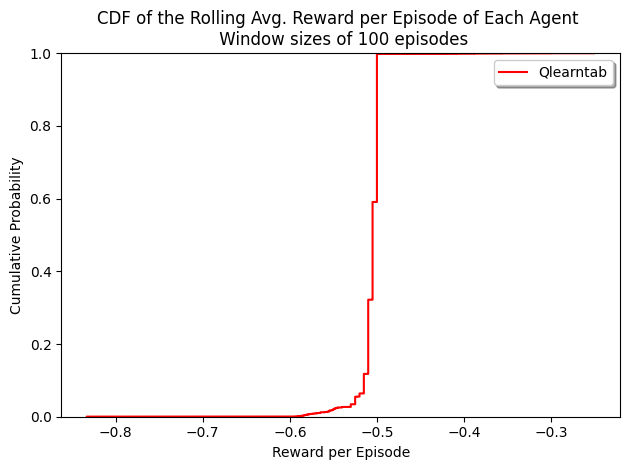 CDF of the Rolling Avg. Reward per Episode of Each Agent
Window sizes of 100 episodes
1.0
Qlearntab
0.8
0.6
Cumulative Probability
0.4
0.2
0.0
−0.8 −0.7 −0.6 −0.5 −0.4 −0.3
Reward per Episode